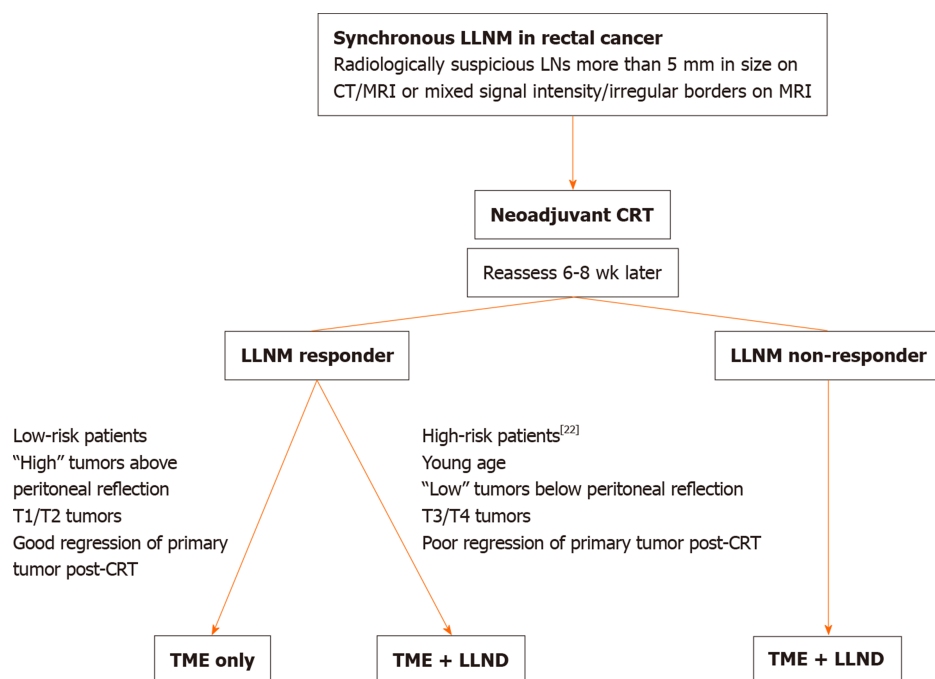 Synchronous LLNM in rectal cancer
Radiologically suspicious LNs more than 5 mm in size on
CT/MRI or mixed signal intensity/irregular borders on MRI
Neoadjuvant CRT
Reassess 6-8 wk later
LLNM responder
LLNM non-responder
Low-risk patients
“High” tumors above
peritoneal reflection
T1/T2 tumors
Good regression of primary
tumor post-CRT
High-risk patients[22]
Young age
“Low” tumors below peritoneal reflection
T3/T4 tumors
Poor regression of primary tumor post-CRT
TME only
TME + LLND
TME + LLND